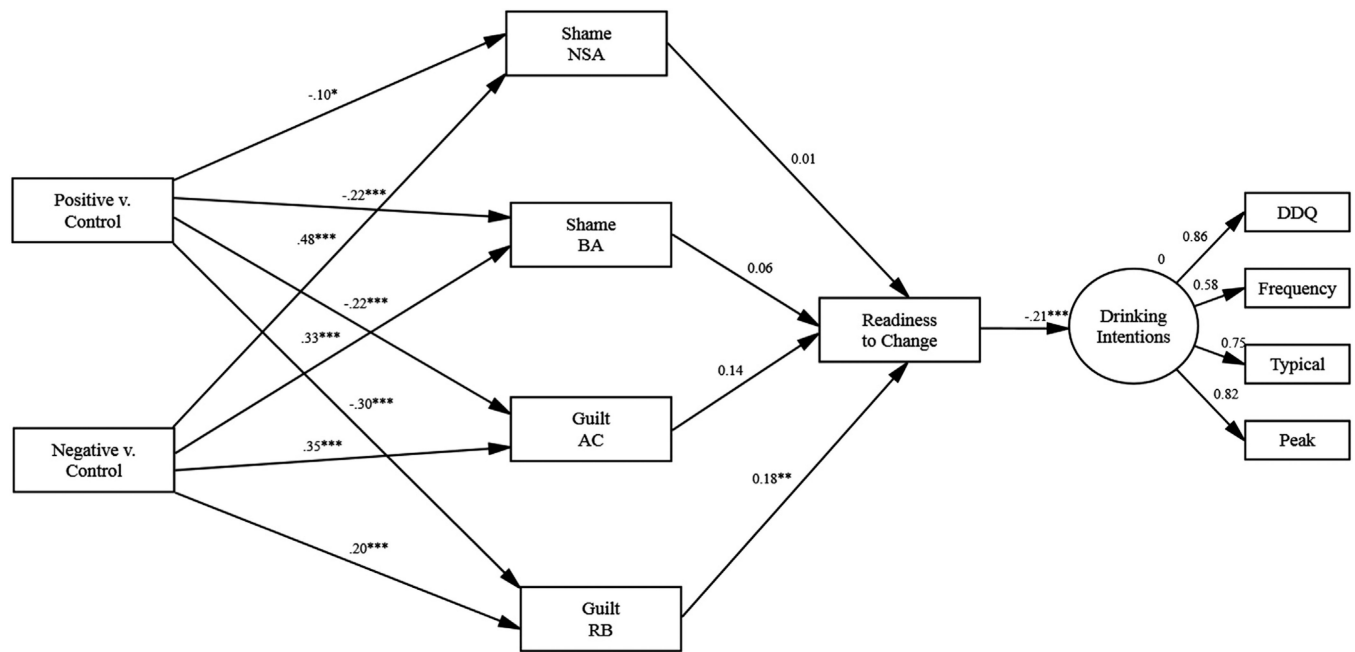 Shame
NSA
-.10*
0.01
Positive v.
Control
-.22***
Shame
BA
.48***
0.06
-.22***
.33***
Readiness
to Change
-.21***
Drinking
Intentions
0
0.86
DDQ
0.58
Frequency
0.75
Typical
0.82
Peak
0.14
-.30***
Guilt
AC
Negative v.
Control
.35***
0.18**
.20***
Guilt
RB